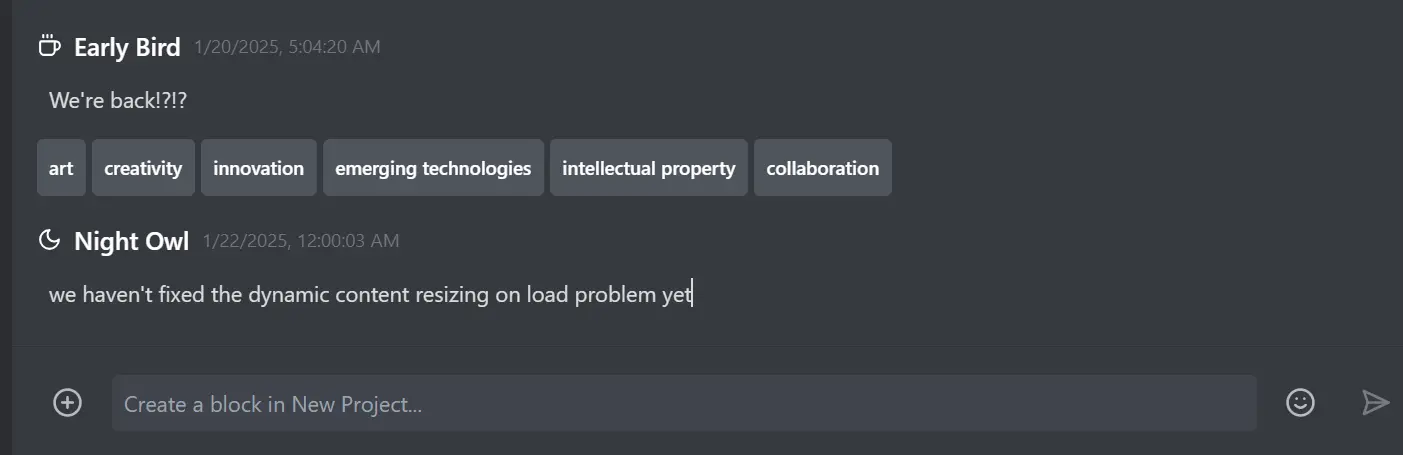 Early Bird 1/20/2025, 5:04:20 AM
We're back!?!?
art creativity innovation emerging technologies intellectual property collaboration
Night Owl 1/22/2025, 12:00:03 AM
we haven't fixed the dynamic content resizing on load problem yet
Create a block in New Project...